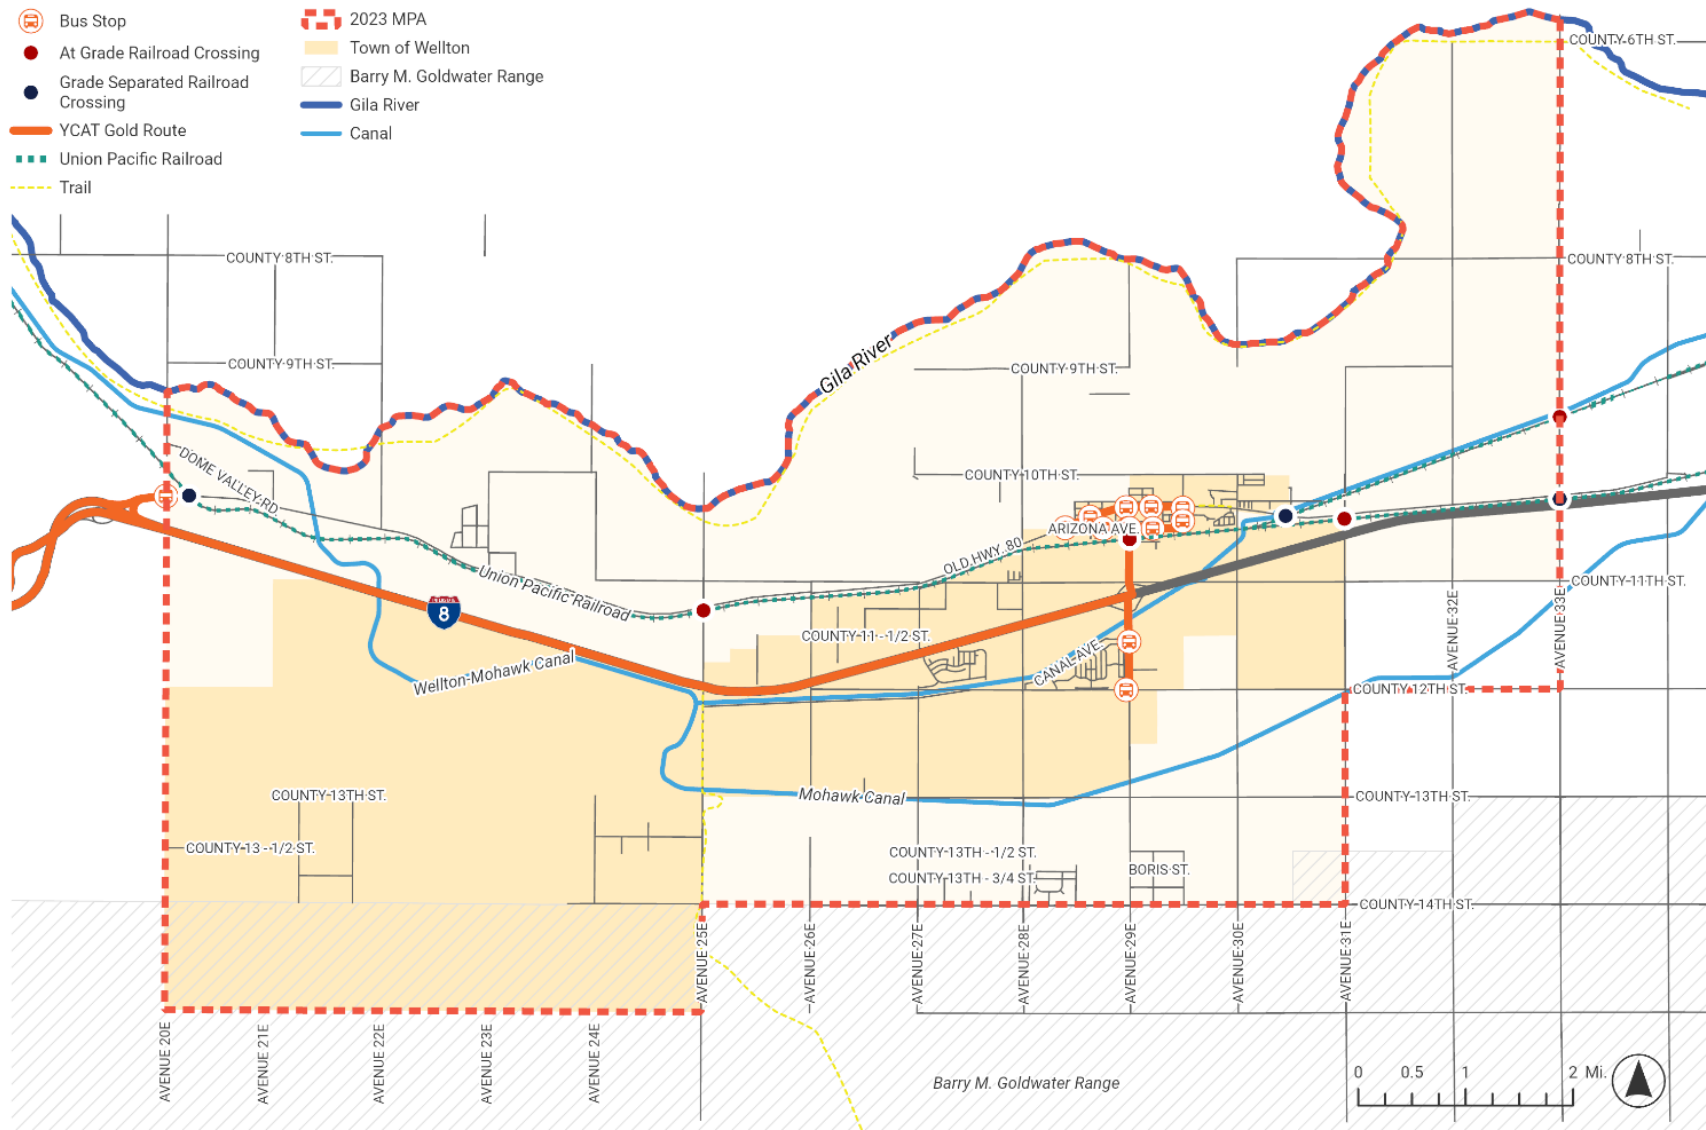 Bus Stop
At Grade Railroad Crossing
Grade Separated Railroad
Crossing
YCAT Gold Route
Union Pacific Railroad
Trail
2023 MPA
Town of Wellton
Barry M. Goldwater Range
Gila River
Canal
COUNTY 6TH ST.
COUNTY 8TH ST.
COUNTY 8TH ST.
COUNTY 9TH ST.
COUNTY 9TH ST.
Gila River
DOME VALLEY RD.
COUNTY 10TH ST.
ARIZONA AVE.
OLD HWY. 80
Union Pacific Railroad
8
COUNTY 11TH ST.
COUNTY 11 - 1/2 ST.
CANAL AVE.
Wellton-Mohawk Canal
COUNTY 12TH ST.
COUNTY 13TH ST.
Mohawk Canal
COUNTY 13TH ST.
COUNTY 13 - 1/2 ST.
COUNTY 13TH - 1/2 ST.
COUNTY 13TH - 3/4 ST.
BORIS ST.
COUNTY 14TH ST.
AVENUE 20E
AVENUE 21E
AVENUE 22E
AVENUE 23E
AVENUE 24E
AVENUE 25E
AVENUE 26E
AVENUE 27E
AVENUE 28E
AVENUE 29E
AVENUE 30E
AVENUE 31E
AVENUE 32E
AVENUE 33E
Barry M. Goldwater Range
0 0.5 1 2 Mi.